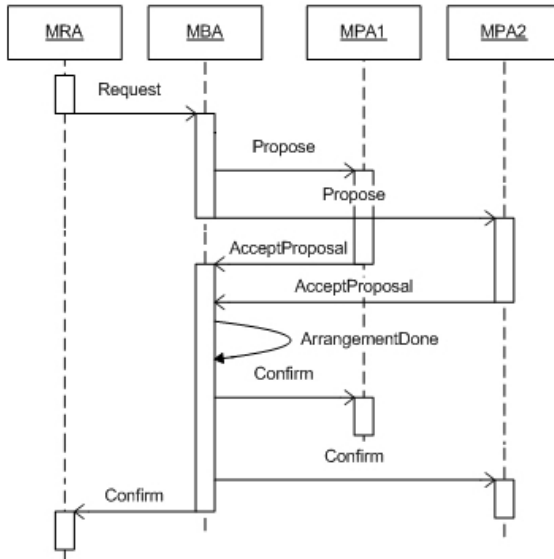 MRA
MBA
MPA1
MPA2
Request
Propose
Propose
AcceptProposal
AcceptProposal
ArrangementDone
Confirm
Confirm
Confirm